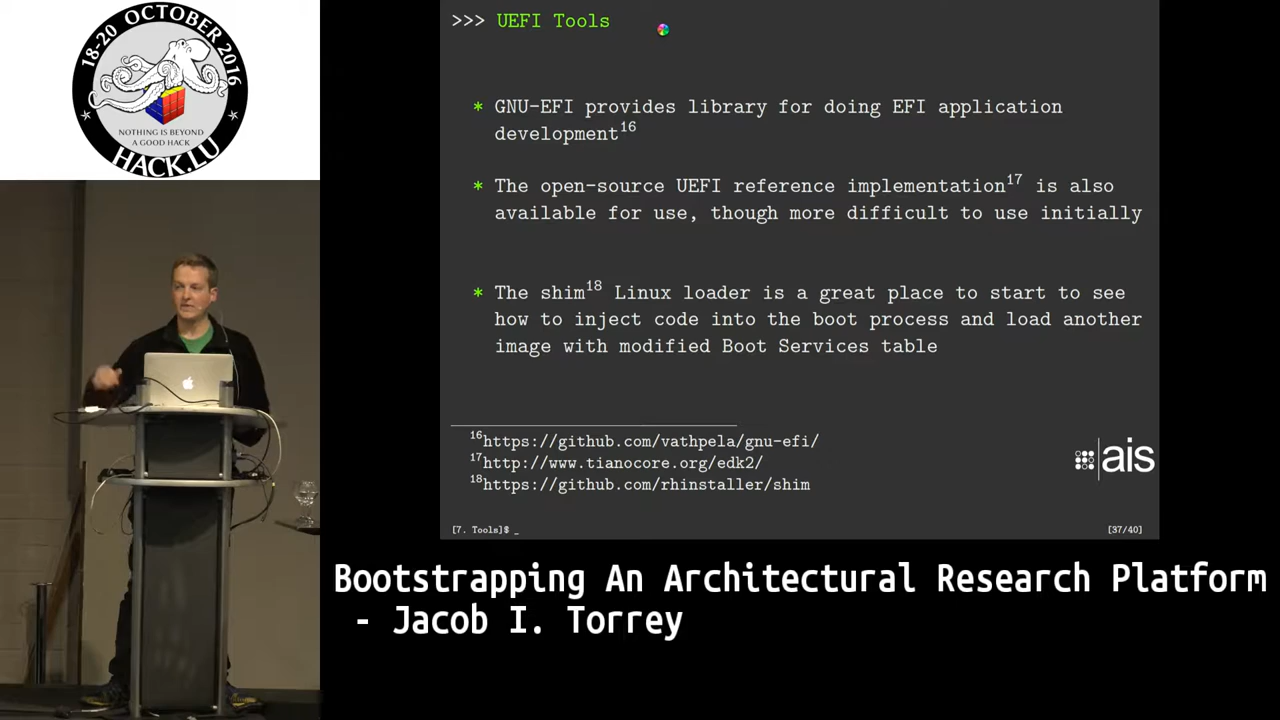 18-20 OCTOBER 2016
NOTHING IS BEYOND
A GOOD HACK
HACK.LU
>>> UEFI Tools
* GNU-EFI provides library for doing EFI application
development16
* The open-source UEFI reference implementation17 is also
available for use, though more difficult to use initially
* The shim18 Linux loader is a great place to start to see
how to inject code into the boot process and load another
image with modified Boot Services table
16https://github.com/vathpela/gnu-efi/
17http://www.tianocore.org/edk2/
18https://github.com/rhinstaller/shim
ais
[7. Tools]$ _
[37/40]
Bootstrapping An Architectural Research Platform
- Jacob I. Torrey